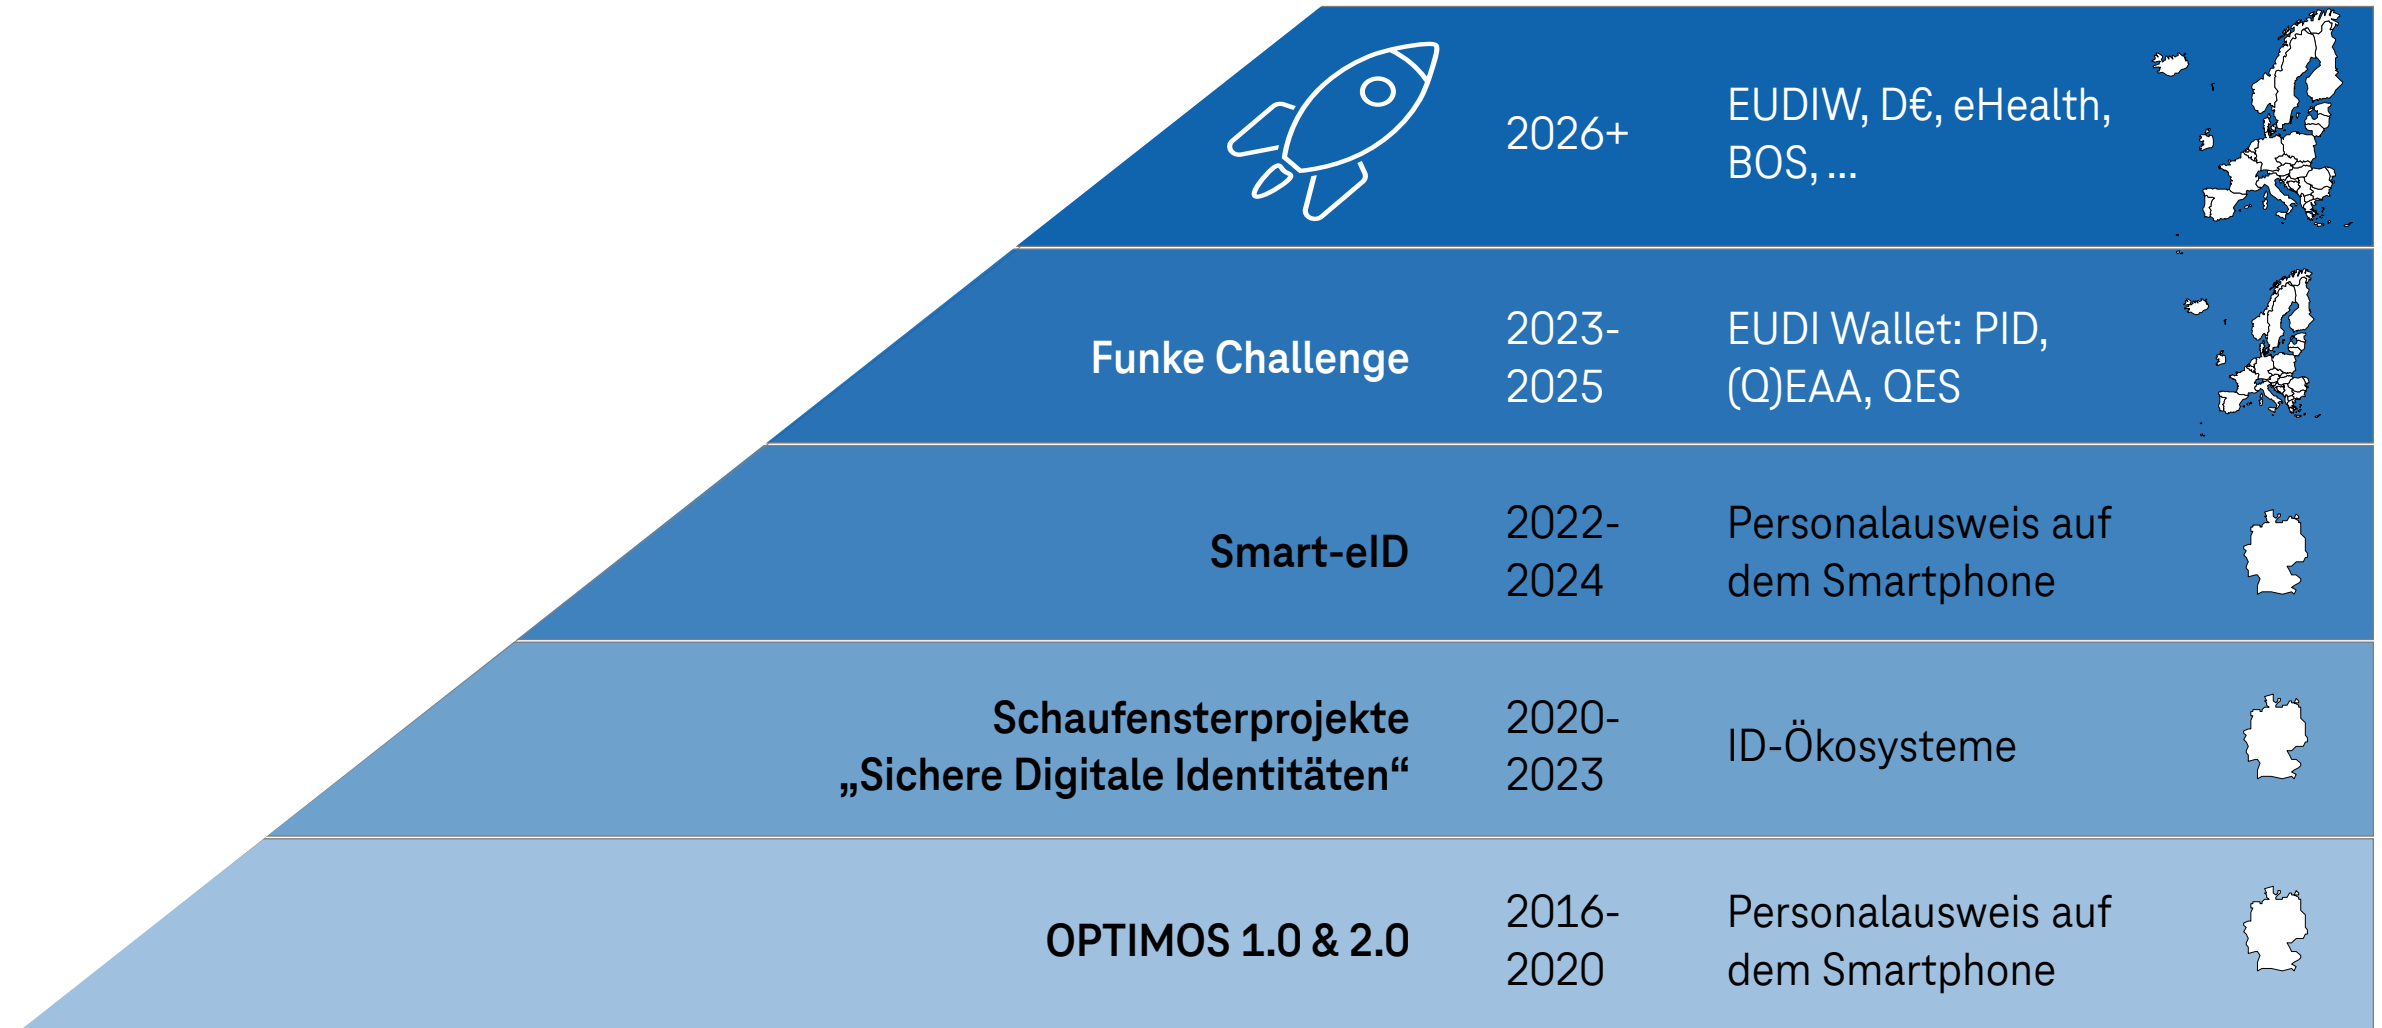 2026+
EUDIW, D€, eHealth,
BOS, ...
Funke Challenge
2023-
2025
EUDI Wallet: PID,
(Q)EAA, QES
Smart-eID
2022-
2024
Personalausweis auf
dem Smartphone
Schaufensterprojekte
„Sichere Digitale Identitäten“
2020-
2023
ID-Ökosysteme
OPTIMOS 1.0 & 2.0
2016-
2020
Personalausweis auf
dem Smartphone